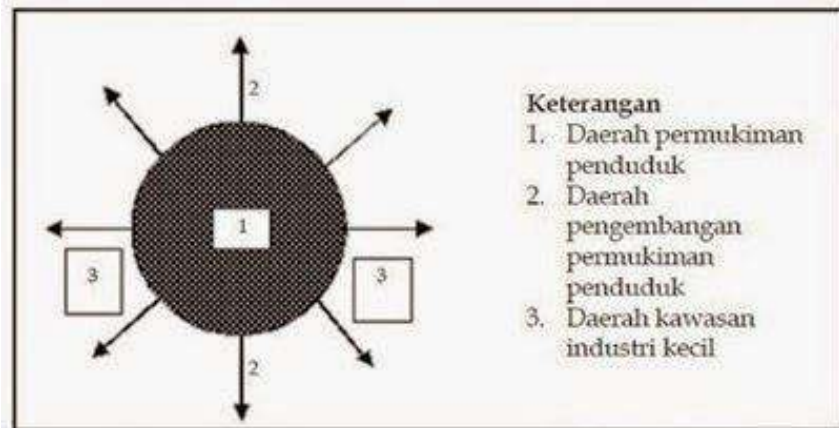 2
1
3
3
2
Keterangan
1. Daerah permukiman
penduduk
2. Daerah
pengembangan
permukiman
penduduk
3. Daerah kawasan
industri kecil